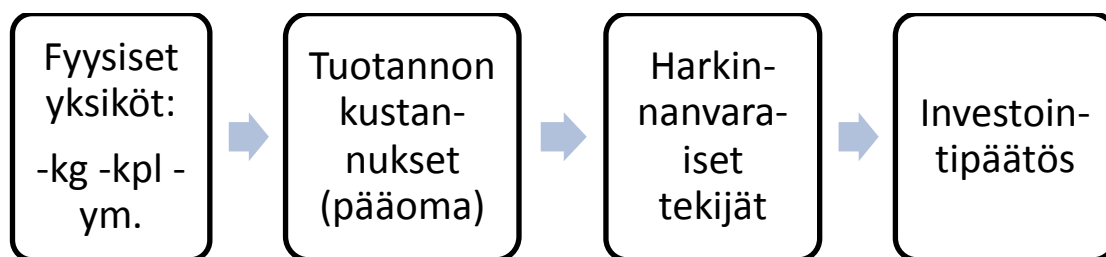 Fyysiset
yksiköt:
-kg -kpl -
ym.
Tuotannon
kustan-
nukset
(pääoma)
Harkin-
nanvara-
iset
tekijät
Investoin-
tipäätös